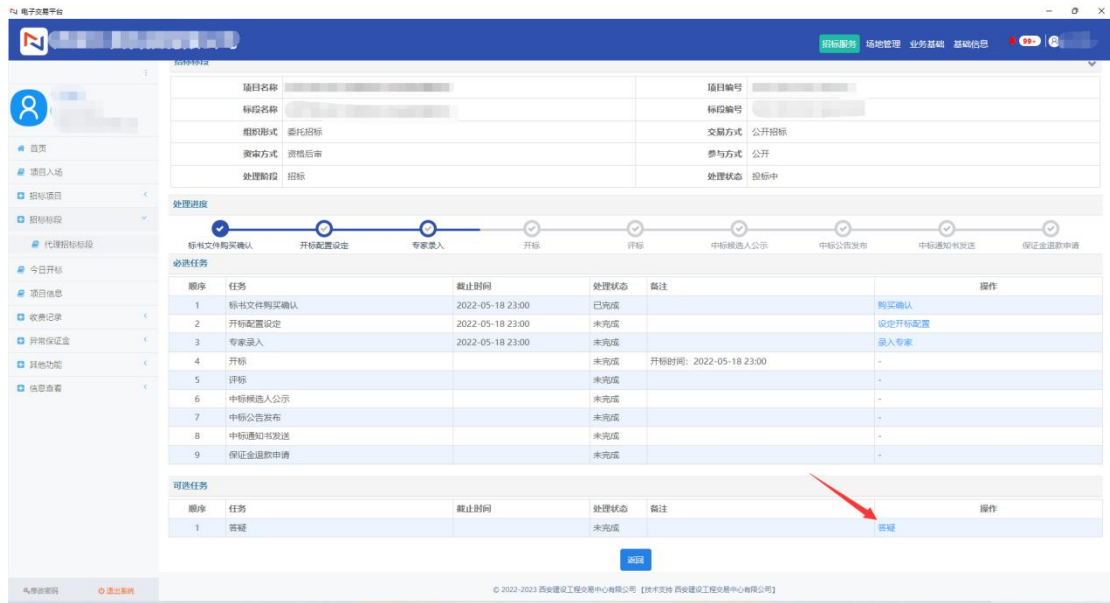 电子交易平台
招标服务 场地管理 业务基础 基础信息 99+
招标标段
项目名称 项目编号
标段名称 标段编号
组织形式 委托招标 交易方式 公开招标
资审方式 资格后审 参与方式 公开
处理阶段 招标 处理状态 投标中
首页
项目入场
招标项目
招标标段
代理招标标段
今日开标
项目信息
收费记录
异常保证金
其他功能
信息查看
处理进度
标书文件购买确认 开标配置设定 专家录入 开标 评标 中标候选人公示 中标公告发布 中标通知书发送 保证金退款申请
必选任务
顺序 任务 截止时间 处理状态 备注 操作
1 标书文件购买确认 2022-05-18 23:00 已完成 购买确认
2 开标配置设定 2022-05-18 23:00 未完成 设定开标配置
3 专家录入 2022-05-18 23:00 未完成 录入专家
4 开标 未完成 开标时间：2022-05-18 23:00 -
5 评标 未完成 -
6 中标候选人公示 未完成 -
7 中标公告发布 未完成 -
8 中标通知书发送 未完成 -
9 保证金退款申请 未完成 -
可选任务
顺序 任务 截止时间 处理状态 备注 操作
1 答疑 未完成 答疑
返回
修改密码 退出系统
© 2022-2023 西安建设工程交易中心有限公司 【技术支持 西安建设工程交易中心有限公司】